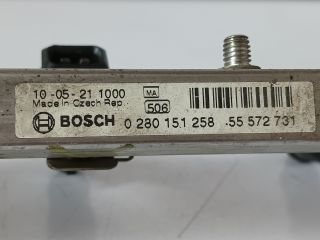 10-05-21 1000 MA
Made in Czech Rep. 506
BOSCH 0 280 151 258 55 572 731